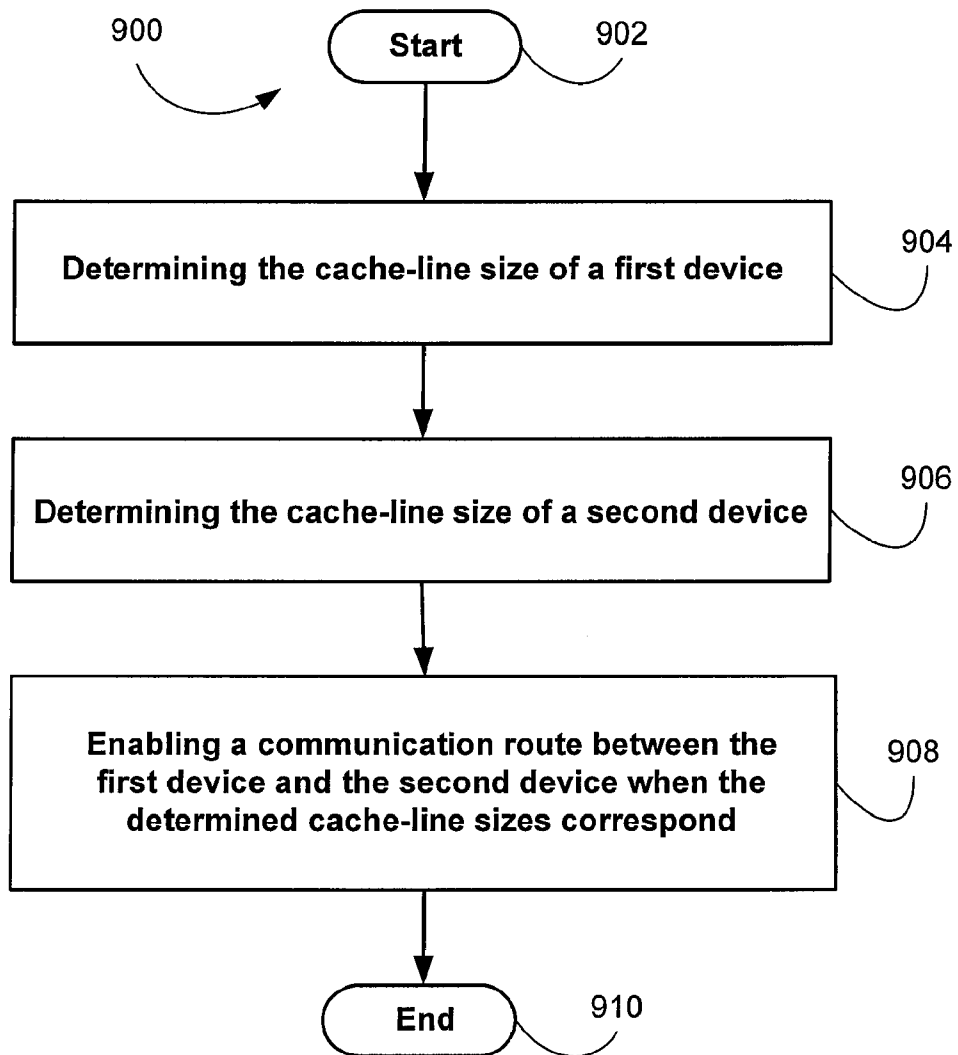 900
Start
902
Determining the cache-line size of a first device
904
Determining the cache-line size of a second device
906
Enabling a communication route between the
first device and the second device when the
determined cache-line sizes correspond
908
End
910